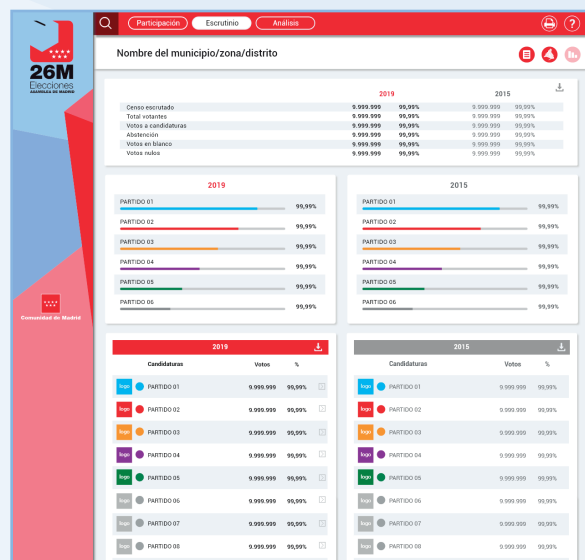 Participación Escrutinio Análisis ?
Nombre del municipio/zona/distrito
26M
Elecciones
ASAMBLEA DE MADRID
2019 2015
Censo escrutado 9.999.999 99,99% 9.999.999 99,99%
Total votantes 9.999.999 99,99% 9.999.999 99,99%
Votos a candidaturas 9.999.999 99,99% 9.999.999 99,99%
Abstención 9.999.999 99,99% 9.999.999 99,99%
Votos en blanco 9.999.999 99,99% 9.999.999 99,99%
Votos nulos 9.999.999 99,99% 9.999.999 99,99%
2019
PARTIDO 01 99,99%
PARTIDO 02 99,99%
PARTIDO 03 99,99%
PARTIDO 04 99,99%
PARTIDO 05 99,99%
PARTIDO 06 99,99%
2015
PARTIDO 01 99,99%
PARTIDO 02 99,99%
PARTIDO 03 99,99%
PARTIDO 04 99,99%
PARTIDO 05 99,99%
PARTIDO 06 99,99%
Comunidad de Madrid
2019
Candidaturas Votos %
logo PARTIDO 01 9.999.999 99,99%
logo PARTIDO 02 9.999.999 99,99%
logo PARTIDO 03 9.999.999 99,99%
logo PARTIDO 04 9.999.999 99,99%
logo PARTIDO 05 9.999.999 99,99%
logo PARTIDO 06 9.999.999 99,99%
logo PARTIDO 07 9.999.999 99,99%
logo PARTIDO 08 9.999.999 99,99%
2015
Candidaturas Votos %
logo PARTIDO 01 9.999.999 99,99%
logo PARTIDO 02 9.999.999 99,99%
logo PARTIDO 03 9.999.999 99,99%
logo PARTIDO 04 9.999.999 99,99%
logo PARTIDO 05 9.999.999 99,99%
logo PARTIDO 06 9.999.999 99,99%
logo PARTIDO 07 9.999.999 99,99%
logo PARTIDO 08 9.999.999 99,99%